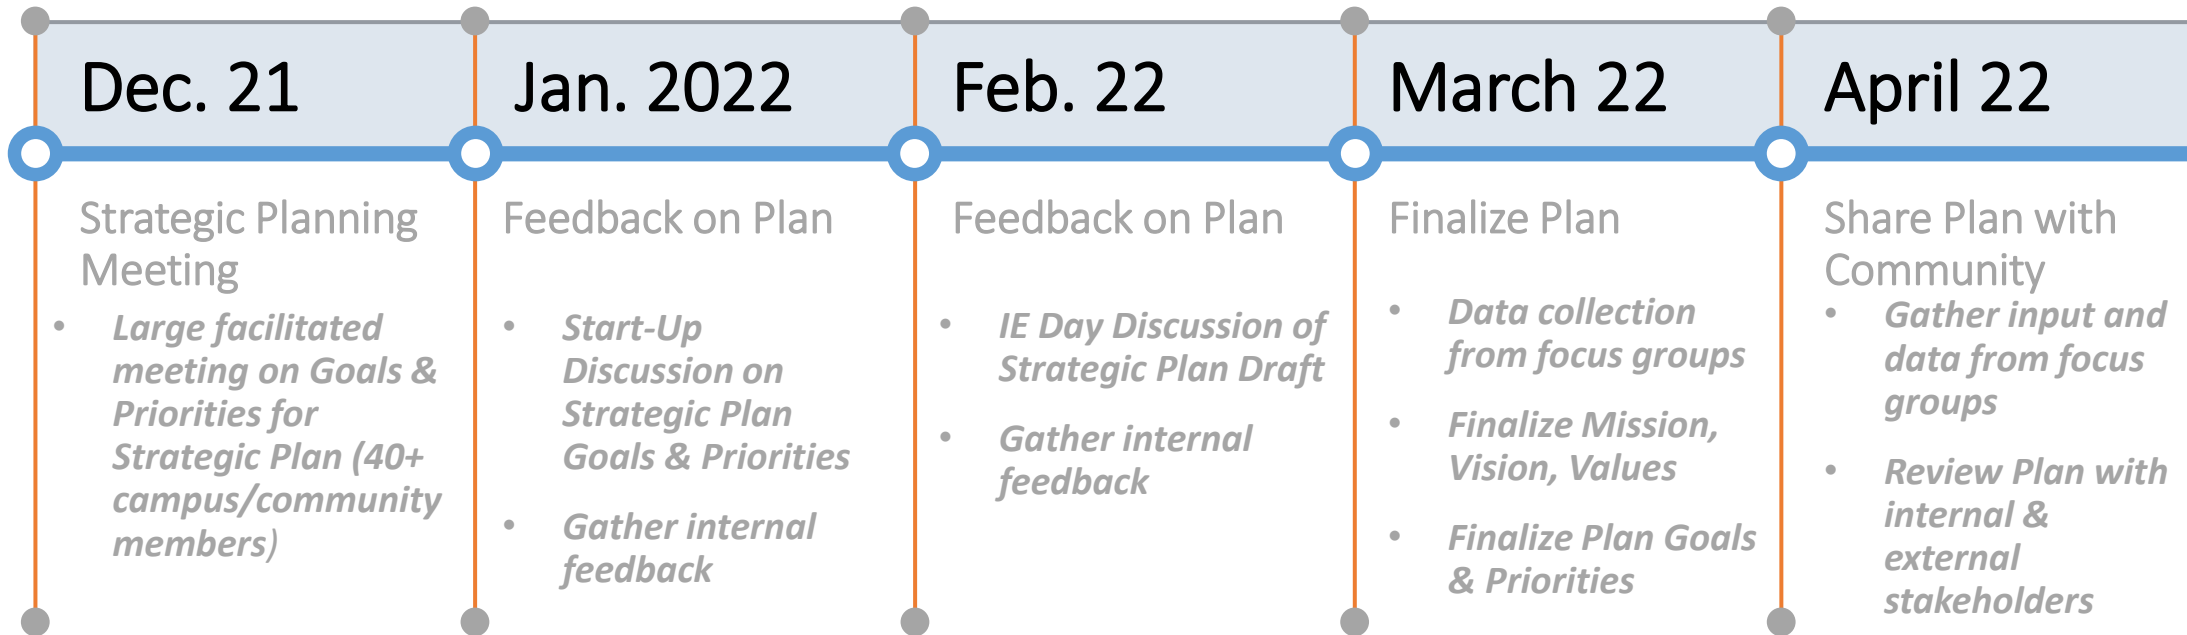 Dec. 21
Strategic Planning
Meeting
• Large facilitated
meeting on Goals &
Priorities for
Strategic Plan (40+
campus/community
members)
Jan. 2022
Feedback on Plan
• Start-Up
Discussion on
Strategic Plan
Goals & Priorities
• Gather internal
feedback
Feb. 22
Feedback on Plan
• IE Day Discussion of
Strategic Plan Draft
• Gather internal
feedback
March 22
Finalize Plan
• Data collection
from focus groups
• Finalize Mission,
Vision, Values
• Finalize Plan Goals
& Priorities
April 22
Share Plan with
Community
• Gather input and
data from focus
groups
• Review Plan with
internal &
external
stakeholders